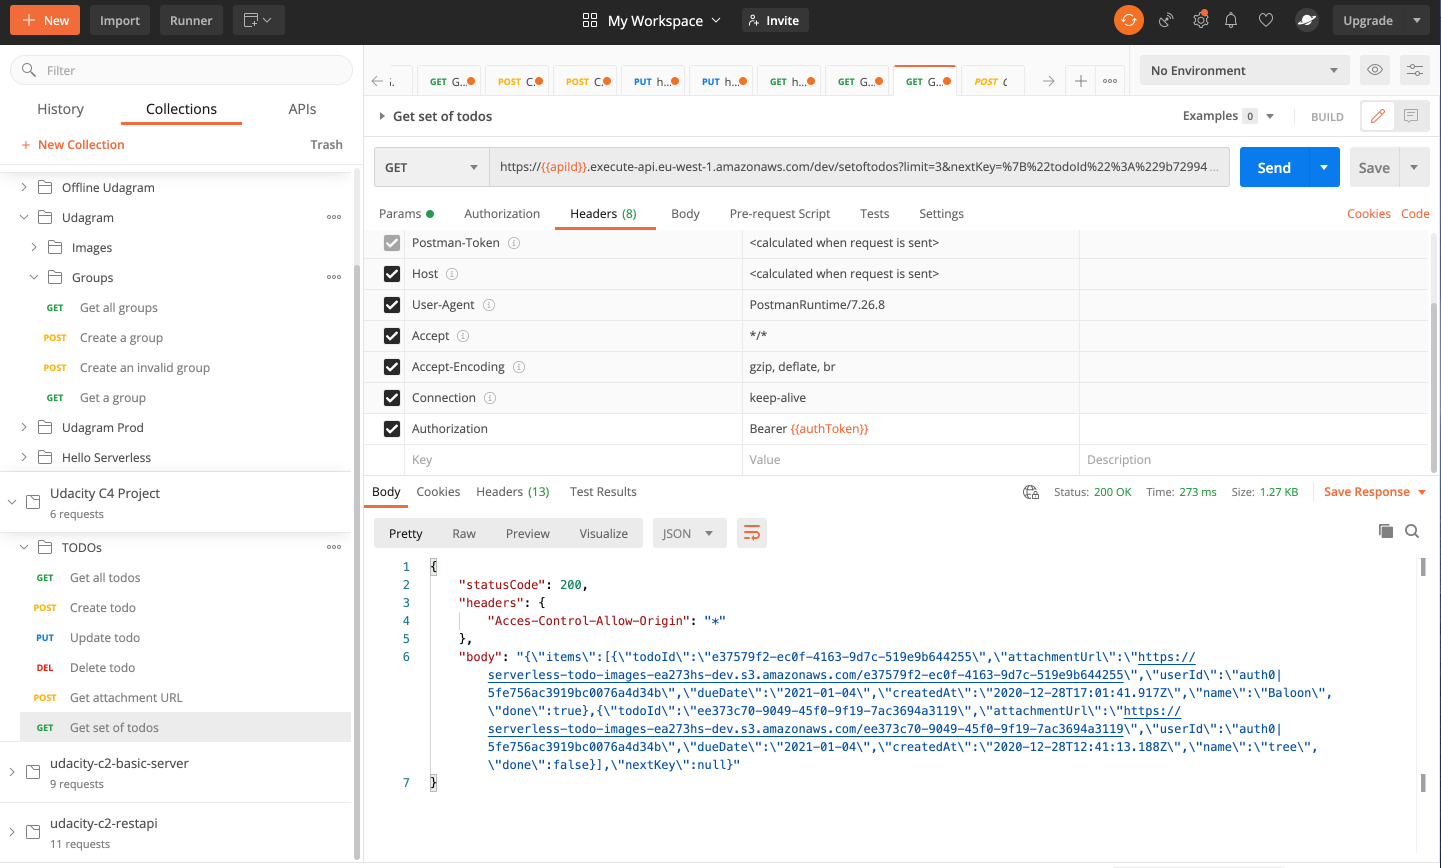 + New Import Runner My Workspace Invite Upgrade
Filter
History Collections APIs
+ New Collection Trash
Offline Udagram
Udagram
Images
Groups
GET Get all groups
POST Create a group
POST Create an invalid group
GET Get a group
Udagram Prod
Hello Serverless
Udacity C4 Project
6 requests
TODOs
GET Get all todos
POST Create todo
PUT Update todo
DEL Delete todo
POST Get attachment URL
GET Get set of todos
udacity-c2-basic-server
9 requests
udacity-c2-restapi
11 requests
GET G... POST C. POST C. PUT h... PUT h... GET h... GET G... GET G... POST No Environment
Get set of todos Examples 0 BUILD
GET https://{{apiId}}.execute-api.eu-west-1.amazonaws.com/dev/setoftodos?limit=3&nextKey=%7B%22todoId%22%3A%229b72994 ... Send Save
Params Authorization Headers (8) Body Pre-request Script Tests Settings Cookies Code
Postman-Token <calculated when request is sent>
Host <calculated when request is sent>
User-Agent PostmanRuntime/7.26.8
Accept */*
Accept-Encoding gzip, deflate, br
Connection keep-alive
Authorization Bearer {{authToken}}
Key Value Description
Body Cookies Headers (13) Test Results Status: 200 OK Time: 273 ms Size: 1.27 KB Save Response
Pretty Raw Preview Visualize JSON
1 {
2 "statusCode": 200,
3 "headers": {
4 "Acces-Control-Allow-Origin": "*"
5 },
6 "body": "{\"items\":[{\"todoId\":\"e37579f2-ec0f-4163-9d7c-519e9b644255\",\"attachmentUrl\":\"https://
serverless-todo-images-ea273hs-dev.s3.amazonaws.com/e37579f2-ec0f-4163-9d7c-519e9b644255\",\"userId\":\"auth0|
5fe756ac3919bc0076a4d34b\",\"dueDate\":\"2021-01-04\",\"createdAt\":\"2020-12-28T17:01:41.917Z\",\"name\":\"Baloon\",
\"done\":true},{\"todoId\":\"ee373c70-9049-45f0-9f19-7ac3694a3119\",\"attachmentUrl\":\"https://
serverless-todo-images-ea273hs-dev.s3.amazonaws.com/ee373c70-9049-45f0-9f19-7ac3694a3119\",\"userId\":\"auth0|
5fe756ac3919bc0076a4d34b\",\"dueDate\":\"2021-01-04\",\"createdAt\":\"2020-12-28T12:41:13.188Z\",\"name\":\"tree\",
\"done\":false}],\"nextKey\":null}"
7 }